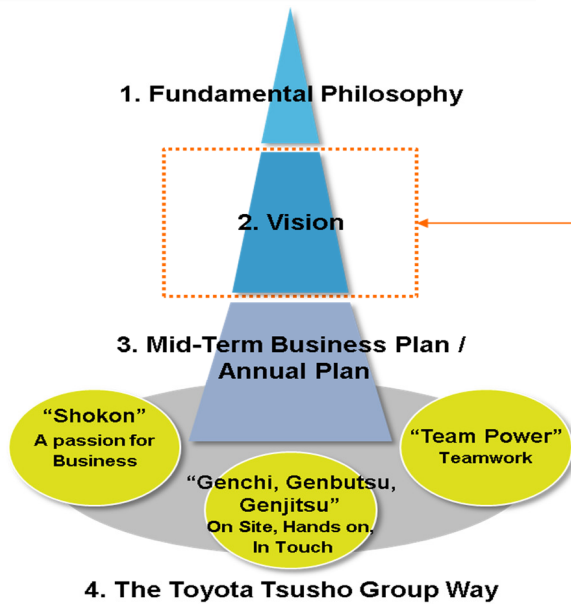 1. Fundamental Philosophy
2. Vision
3. Mid-Term Business Plan /
Annual Plan
“Shokon”
A passion for
Business
“Genchi, Genbutsu,
Genjitsu”
On Site, Hands on,
In Touch
“Team Power”
Teamwork
4. The Toyota Tsusho Group Way